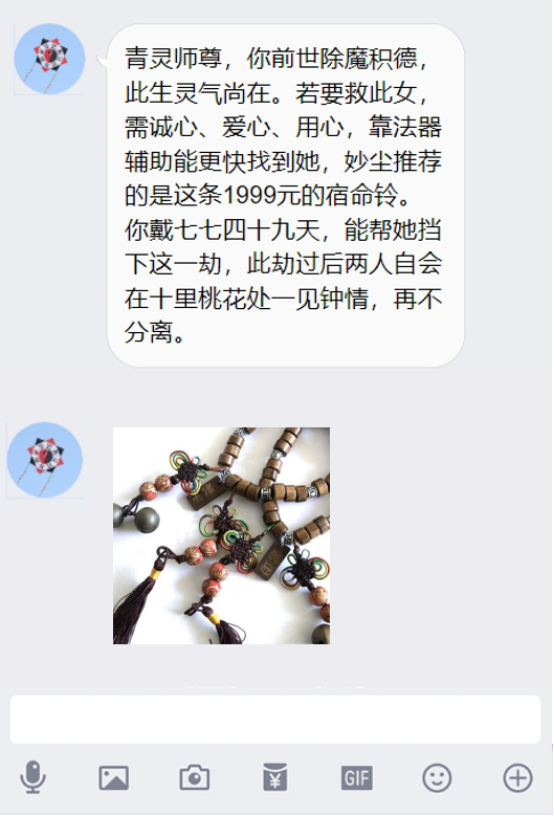 青灵师尊，你前世除魔积德，
此生灵气尚在。若要救此女，
需诚心、爱心、用心，靠法器
辅助能更快找到她，妙尘推荐
的是这条1999元的宿命铃。
你戴七七四十九天，能帮她挡
下这一劫，此劫过后两人自会
在十里桃花处一见钟情，再不
分离。
GIF